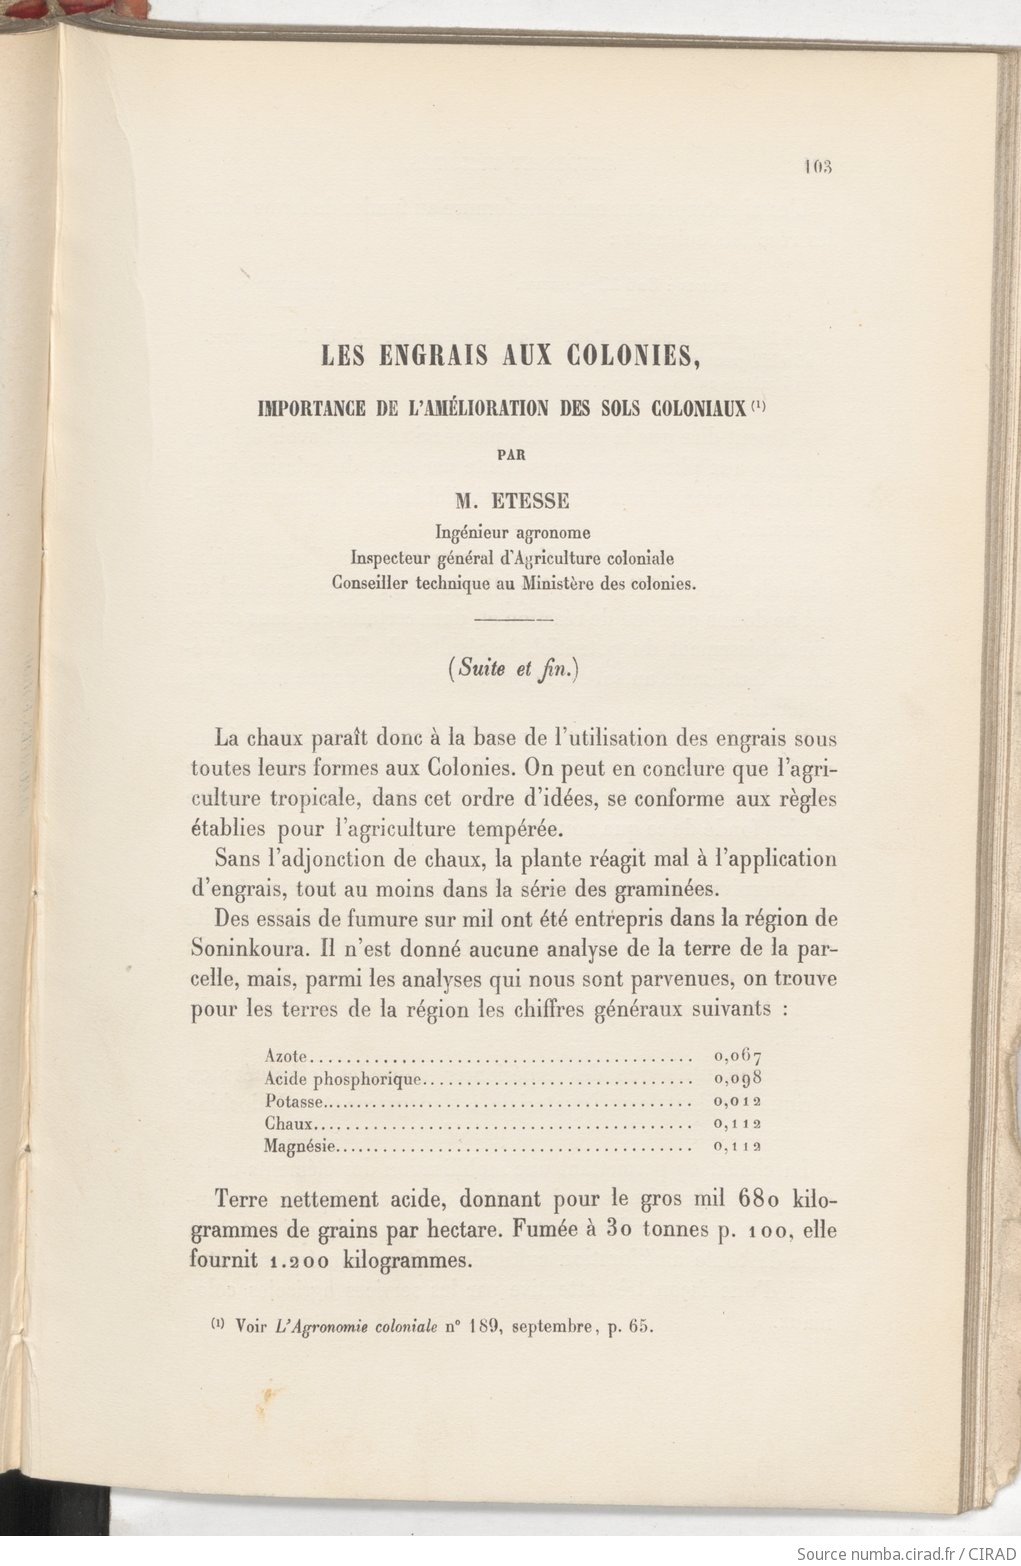 103
LES ENGRAIS AUX COLONIES,
IMPORTANCE DE L'AMÉLIORATION DES SOLS COLONIAUX (1)
PAR
M. ETESSE
Ingénieur agronome
Inspecteur général d'Agriculture coloniale
Conseiller technique au Ministère des colonies.
(Suite et fin.)
La chaux paraît donc à la base de l'utilisation des engrais sous
toutes leurs formes aux Colonies. On peut en conclure que l'agri-
culture tropicale, dans cet ordre d'idées, se conforme aux règles
établies pour l'agriculture tempérée.
Sans l'adjonction de chaux, la plante réagit mal à l'application
d'engrais, tout au moins dans la série des graminées.
Des essais de fumure sur mil ont été entrepris dans la région de
Soninkoura. Il n'est donné aucune analyse de la terre de la par-
celle, mais, parmi les analyses qui nous sont parvenues, on trouve
pour les terres de la région les chiffres généraux suivants :
Azote........................................ 0,067
Acide phosphorique............................. 0,098
Potasse....................................... 0,012
Chaux........................................ 0,112
Magnésie...................................... 0,112
Terre nettement acide, donnant pour le gros mil 680 kilo-
grammes de grains par hectare. Fumée à 30 tonnes p. 100, elle
fournit 1.200 kilogrammes.
(1) Voir L'Agronomie coloniale n° 189, septembre, p. 65.
Source numba.cirad.fr / CIRAD